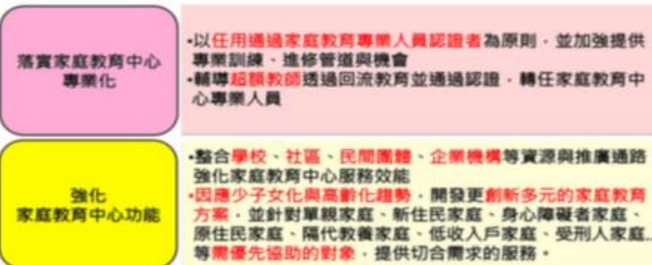 落實家庭教育中心
專業化
•以任用通過家庭教育專業人員認證者為原則，並加強提供
專業訓練、進修管道與機會
•輔導超額教師透過回流教育並通過認證，轉任家庭教育中
心專業人員
強化
家庭教育中心功能
•整合學校、社區、民間團體、企業機構等資源與推廣通路
強化家庭教育中心服務效能
•因應少子女化與高齡化趨勢，開發更創新多元的家庭教育
方案，並針對單親家庭、新住民家庭、身心障礙者家庭、
原住民家庭、隔代教養家庭、低收入戶家庭、受刑人家庭…
等需優先協助的對象，提供切合需求的服務。